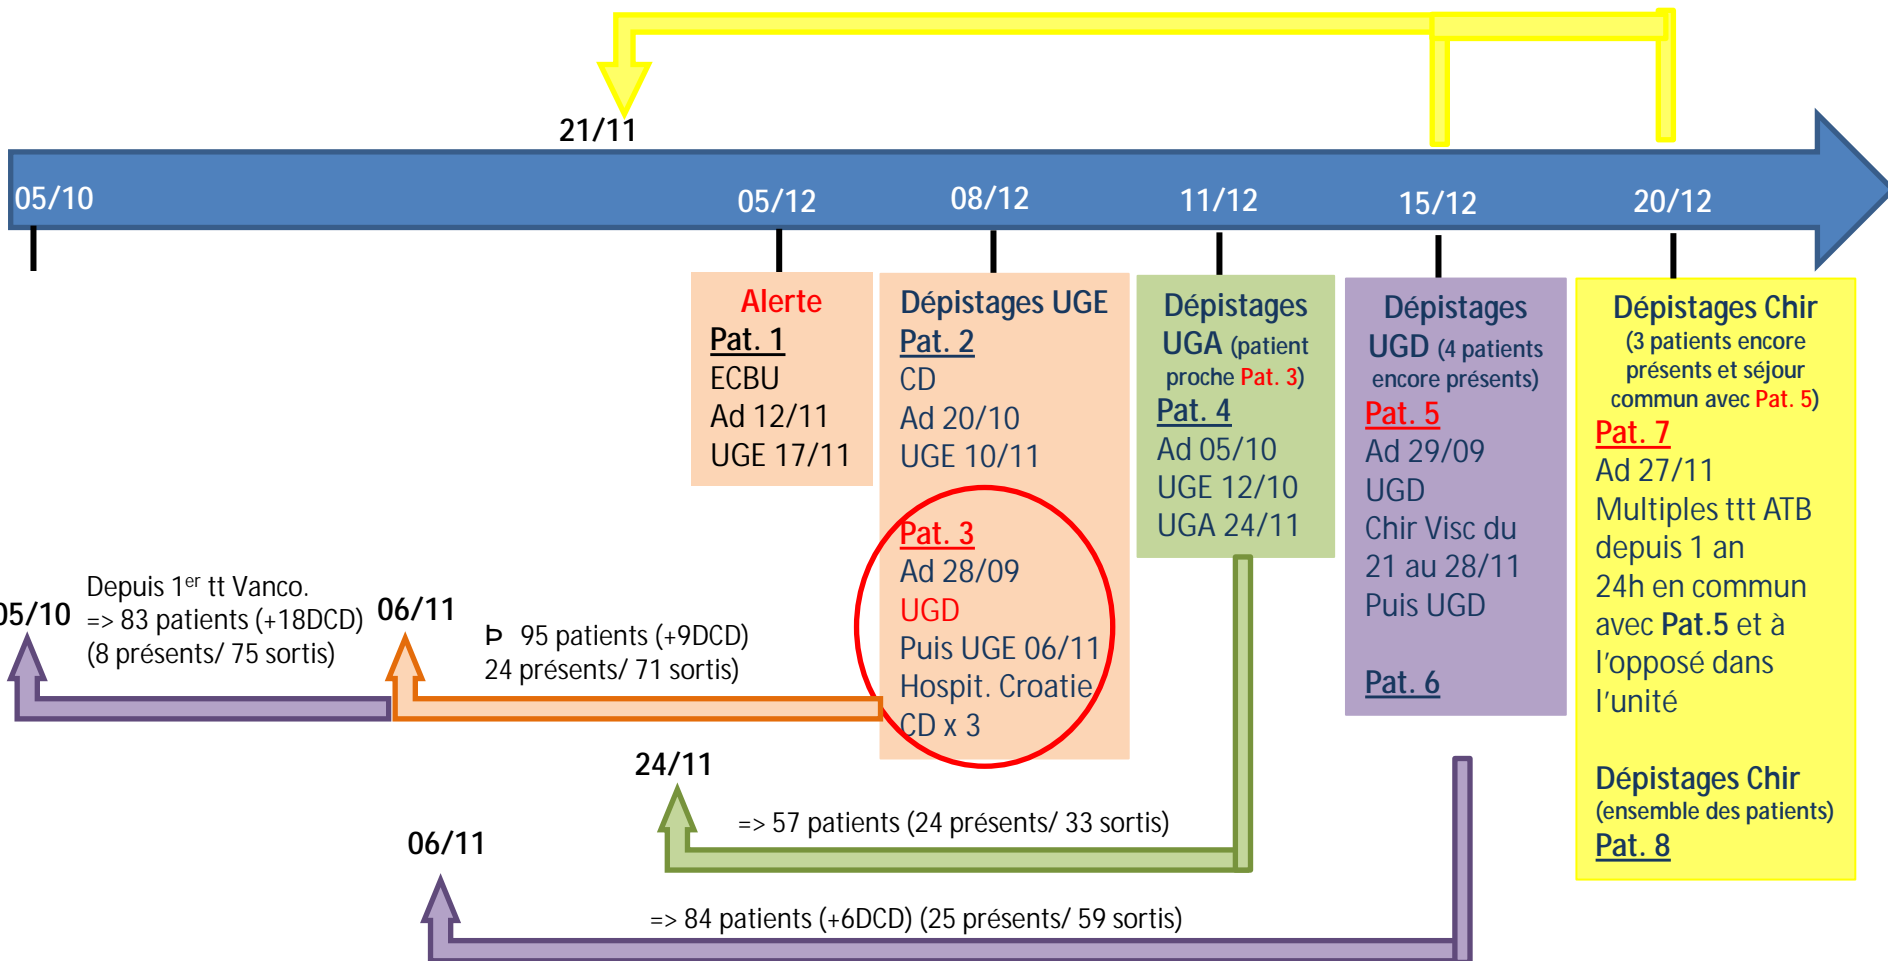 21/11
05/10
05/12
08/12
11/12
15/12
20/12
Alerte
Pat. 1
ECBU
Ad 12/11
UGE 17/11
Dépistages UGE
Pat. 2
CD
Ad 20/10
UGE 10/11
Pat. 3
Ad 28/09
UGD
Puis UGE 06/11
Hospit. Croatie
CD x 3
Dépistages
UGA (patient
proche Pat. 3)
Pat. 4
Ad 05/10
UGE 12/10
UGA 24/11
Dépistages
UGD (4 patients
encore présents)
Pat. 5
Ad 29/09
UGD
Chir Visc du
21 au 28/11
Puis UGD
Pat. 6
Dépistages Chir
(3 patients encore
présents et séjour
commun avec Pat. 5)
Pat. 7
Ad 27/11
Multiples ttt ATB
depuis 1 an
24h en commun
avec Pat.5 et à
l'opposé dans
l'unité
Dépistages Chir
(ensemble des patients)
Pat. 8
05/10
Depuis 1er tt Vanco.
=> 83 patients (+18DCD)
(8 présents/ 75 sortis)
06/11
Þ 95 patients (+9DCD)
24 présents/ 71 sortis)
24/11
=> 57 patients (24 présents/ 33 sortis)
06/11
=> 84 patients (+6DCD) (25 présents/ 59 sortis)